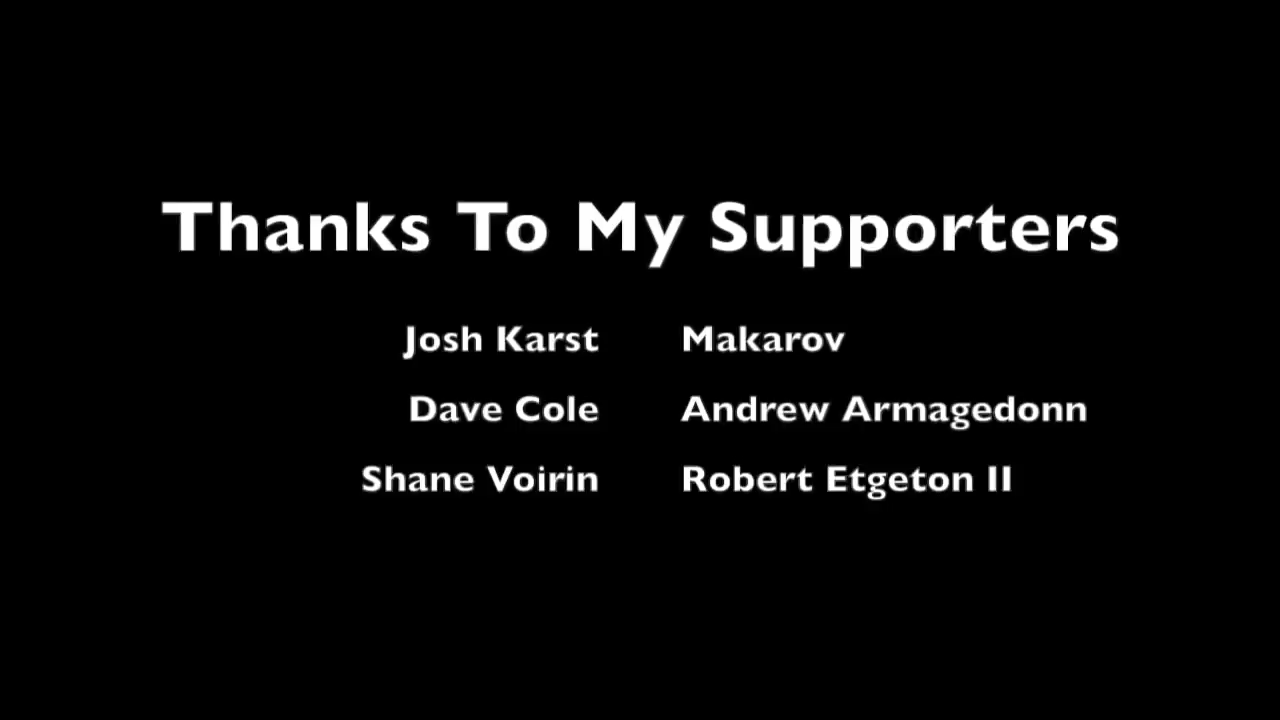 Thanks To My Supporters
Josh Karst Makarov
Dave Cole Andrew Armagedonn
Shane Voirin Robert Etgeton II